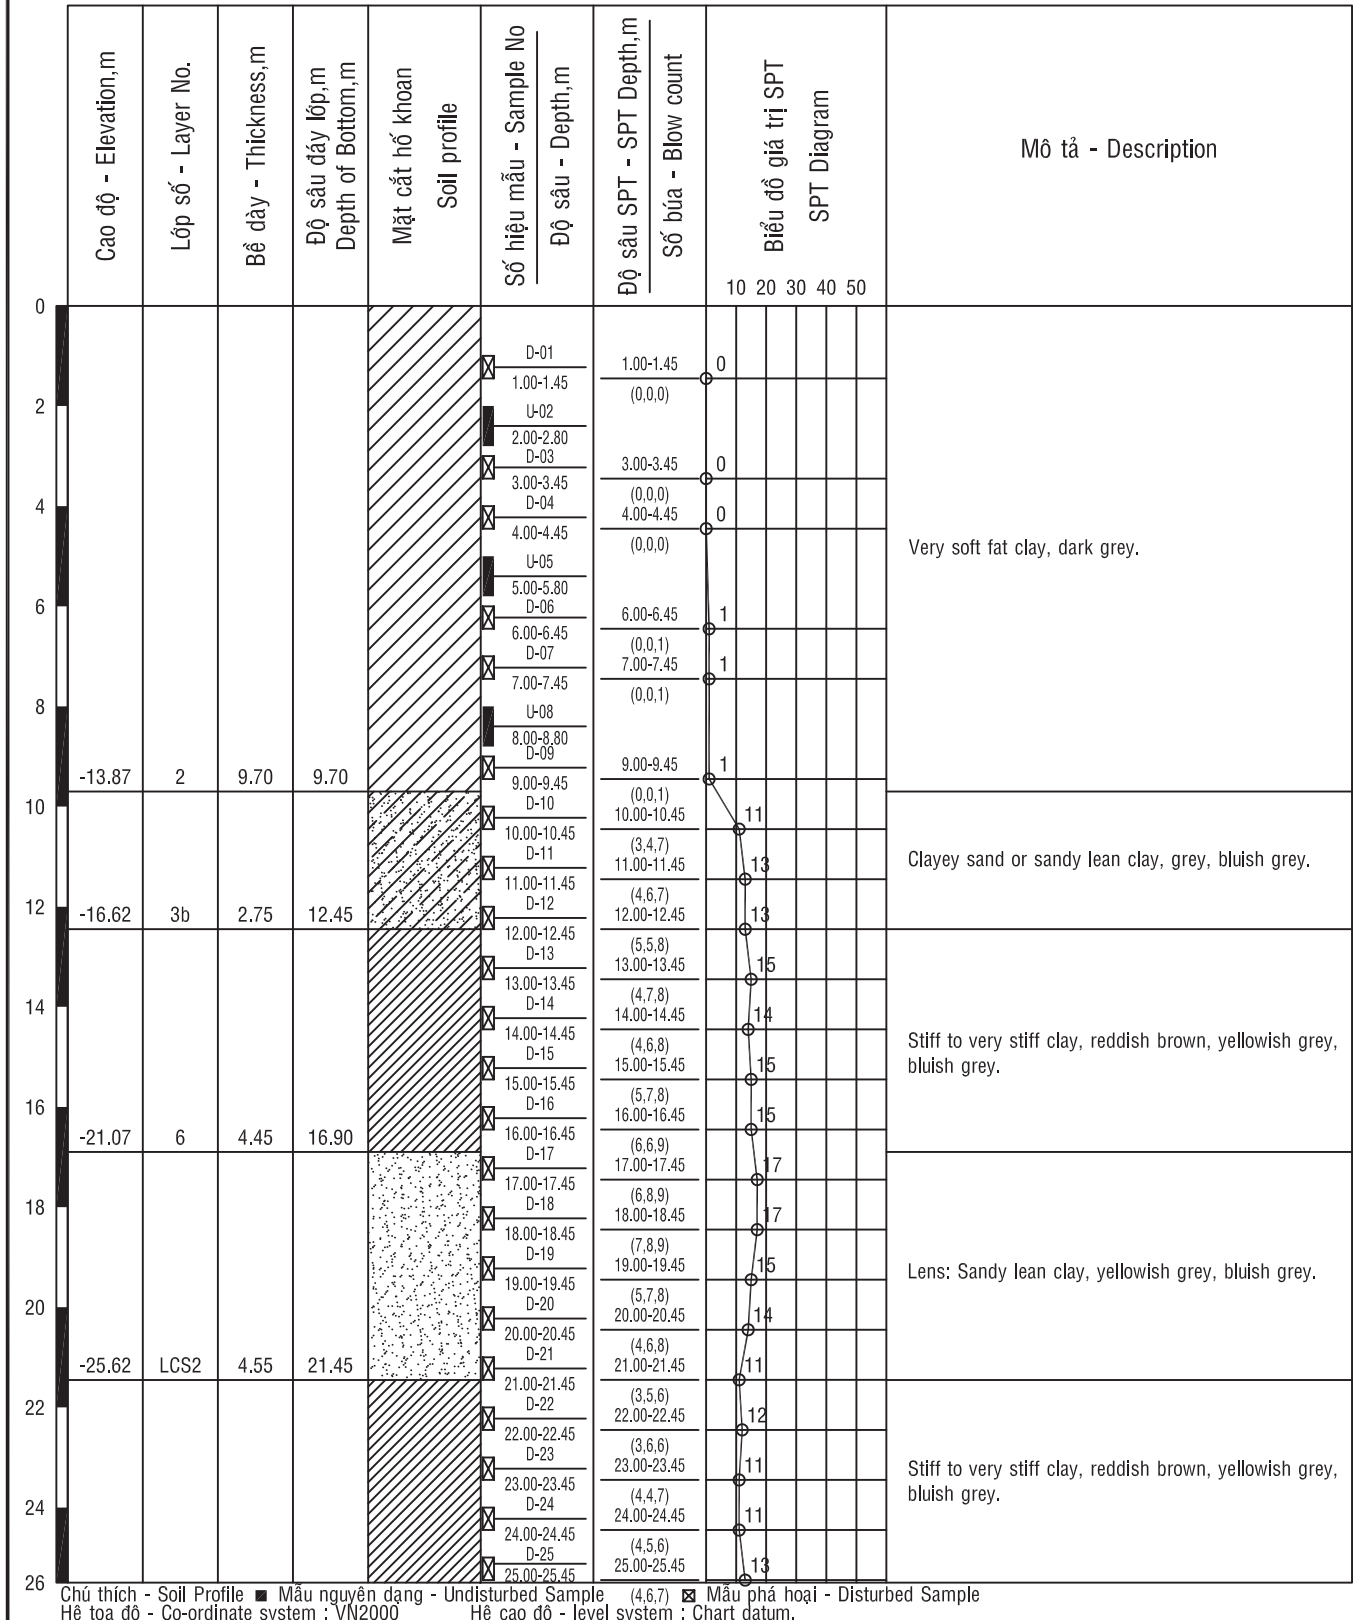 Cao độ - Elevation,m
Lớp số - Layer No.
Bề dày - Thickness,m
Độ sâu đáy lớp,m
Depth of Bottom,m
Mặt cắt hố khoan
Soil profile
Số hiệu mẫu - Sample No
Độ sâu - Depth,m
Độ sâu SPT - SPT Depth,m
Số búa - Blow count
Biểu đồ giá trị SPT
SPT Diagram
10 20 30 40 50
Mô tả - Description
0
D-01
1.00-1.45
1.00-1.45
(0,0,0)
0
2
U-02
2.00-2.80
D-03
3.00-3.45
3.00-3.45
(0,0,0)
0
4
D-04
4.00-4.45
4.00-4.45
(0,0,0)
0
U-05
5.00-5.80
Very soft fat clay, dark grey.
6
D-06
6.00-6.45
6.00-6.45
(0,0,1)
1
D-07
7.00-7.45
7.00-7.45
(0,0,1)
1
8
U-08
8.00-8.80
D-09
9.00-9.45
9.00-9.45
(0,0,1)
1
-13.87 2 9.70 9.70
10
D-10
10.00-10.45
10.00-10.45
(3,4,7)
11
D-11
11.00-11.45
11.00-11.45
(4,6,7)
13
Clayey sand or sandy lean clay, grey, bluish grey.
12
-16.62 3b 2.75 12.45
D-12
12.00-12.45
12.00-12.45
(5,5,8)
13
D-13
13.00-13.45
13.00-13.45
(4,7,8)
15
14
D-14
14.00-14.45
14.00-14.45
(4,6,8)
14
Stiff to very stiff clay, reddish brown, yellowish grey,
bluish grey.
D-15
15.00-15.45
15.00-15.45
(5,7,8)
15
16
D-16
16.00-16.45
16.00-16.45
(6,6,9)
15
-21.07 6 4.45 16.90
D-17
17.00-17.45
17.00-17.45
(6,8,9)
17
18
D-18
18.00-18.45
18.00-18.45
(7,8,9)
17
D-19
19.00-19.45
19.00-19.45
(5,7,8)
15
Lens: Sandy lean clay, yellowish grey, bluish grey.
20
D-20
20.00-20.45
20.00-20.45
(4,6,8)
14
-25.62 LCS2 4.55 21.45
D-21
21.00-21.45
21.00-21.45
(3,5,6)
11
22
D-22
22.00-22.45
22.00-22.45
(3,6,6)
12
D-23
23.00-23.45
23.00-23.45
(4,4,7)
11
Stiff to very stiff clay, reddish brown, yellowish grey,
bluish grey.
24
D-24
24.00-24.45
24.00-24.45
(4,5,6)
11
D-25
25.00-25.45
25.00-25.45
(4,6,7)
13
26
Chú thích - Soil Profile Mẫu nguyên dạng - Undisturbed Sample Mẫu phá hoại - Disturbed Sample
Hệ tọa độ - Co-ordinate system : VN2000 Hệ cao độ - level system : Chart datum.